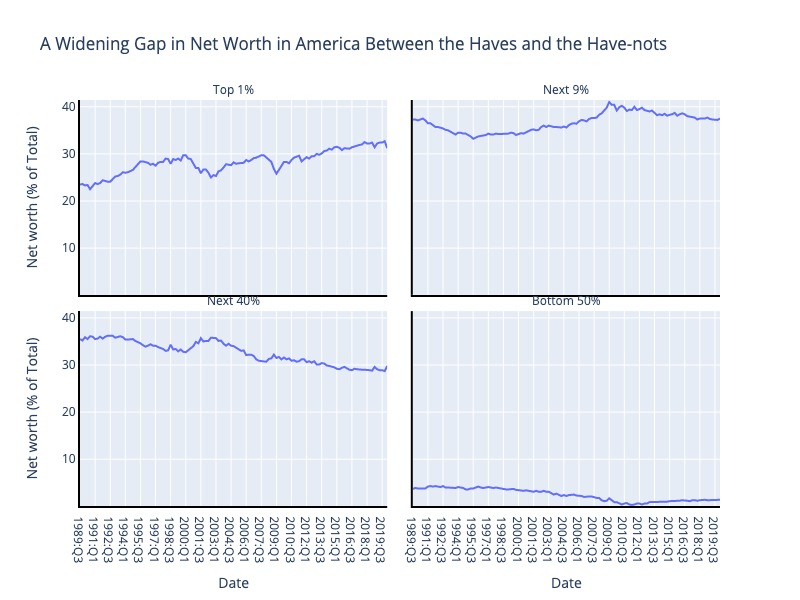 A Widening Gap in Net Worth in America Between the Haves and the Have-nots
Top 1%
Next 9%
Net worth (% of Total)
40
30
20
10
Next 40%
Bottom 50%
Net worth (% of Total)
40
30
20
10
1989:Q3
1991:Q1
1992:Q3
1994:Q1
1995:Q3
1997:Q1
1998:Q3
2000:Q1
2001:Q3
2003:Q1
2004:Q3
2006:Q1
2007:Q3
2009:Q1
2010:Q3
2012:Q1
2013:Q3
2015:Q1
2016:Q3
2018:Q1
2019:Q3
1989:Q3
1991:Q1
1992:Q3
1994:Q1
1995:Q3
1997:Q1
1998:Q3
2000:Q1
2001:Q3
2003:Q1
2004:Q3
2006:Q1
2007:Q3
2009:Q1
2010:Q3
2012:Q1
2013:Q3
2015:Q1
2016:Q3
2018:Q1
2019:Q3
Date
Date